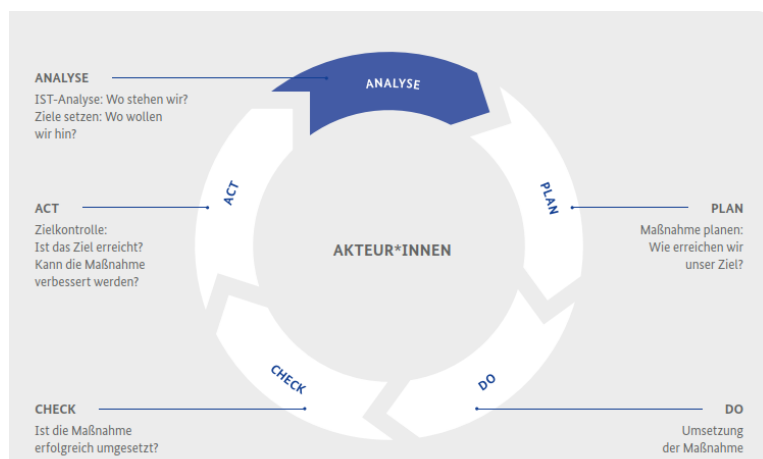 ANALYSE
IST-Analyse: Wo stehen wir?
Ziele setzen: Wo wollen
wir hin?
ANALYSE
PLAN
DO
CHECK
ACT
AKTEUR*INNEN
PLAN
Maßnahme planen:
Wie erreichen wir
unser Ziel?
DO
Umsetzung
der Maßnahme
CHECK
Ist die Maßnahme
erfolgreich umgesetzt?
ACT
Zielkontrolle:
Ist das Ziel erreicht?
Kann die Maßnahme
verbessert werden?